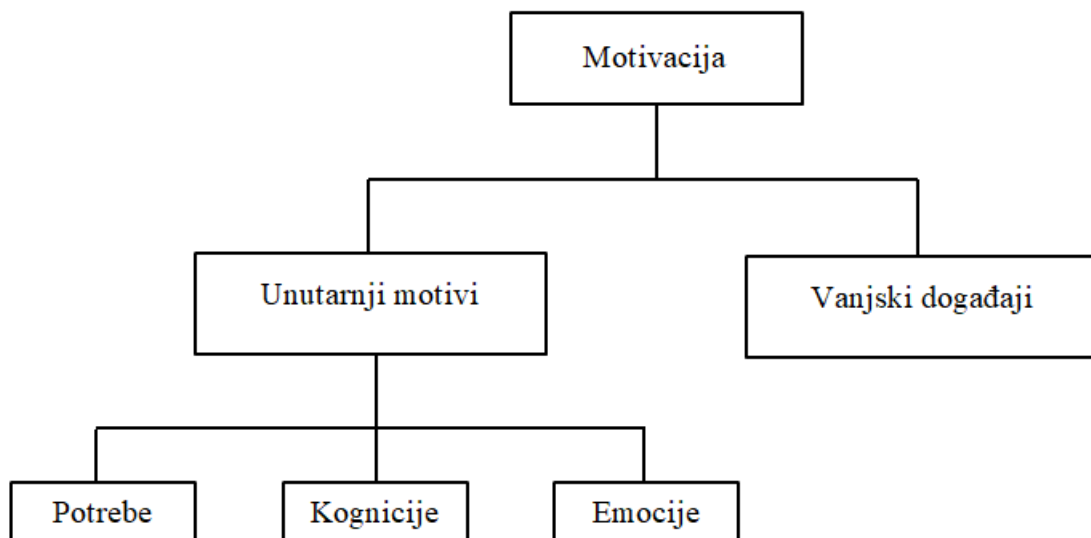 Motivacija
Unutarnji motivi
Vanjski događaji
Potrebe
Kognicije
Emocije